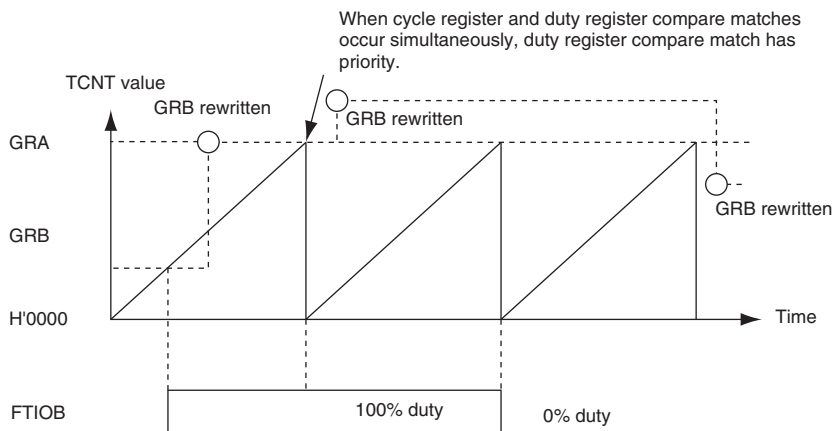 When cycle register and duty register compare matches
occur simultaneously, duty register compare match has
priority.
TCNT value
GRB rewritten
GRB rewritten
GRA
GRB rewritten
GRB
H'0000
Time
FTIOB
100% duty
0% duty